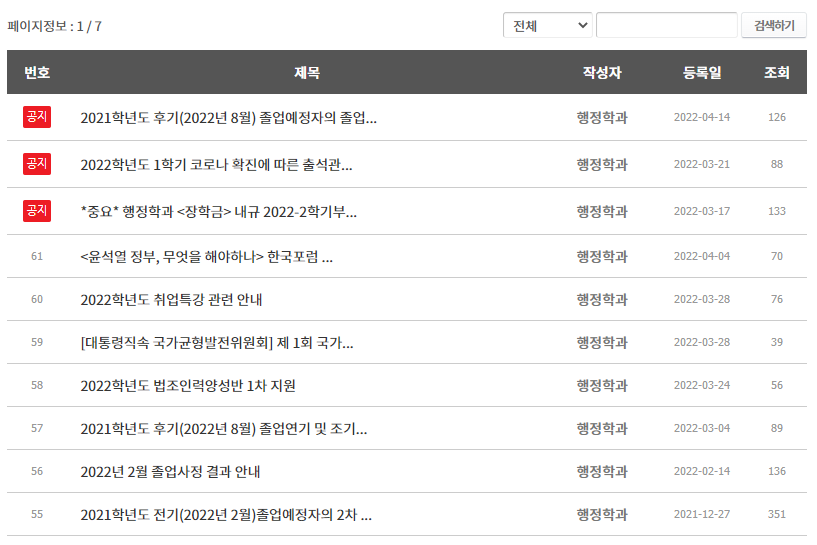 페이지정보 : 1 / 7 전체 검색하기
번호 제목 작성자 등록일 조회
공지 2021학년도 후기(2022년 8월) 졸업예정자의 졸업... 행정학과 2022-04-14 126
공지 2022학년도 1학기 코로나 확진에 따른 출석관... 행정학과 2022-03-21 88
공지 *중요* 행정학과 <장학금> 내규 2022-2학기부... 행정학과 2022-03-17 133
61 <윤석열 정부, 무엇을 해야하나> 한국포럼 ... 행정학과 2022-04-04 70
60 2022학년도 취업특강 관련 안내 행정학과 2022-03-28 76
59 [대통령직속 국가균형발전위원회] 제 1회 국가... 행정학과 2022-03-28 39
58 2022학년도 법조인력양성반 1차 지원 행정학과 2022-03-24 56
57 2021학년도 후기(2022년 8월) 졸업연기 및 조기... 행정학과 2022-03-04 89
56 2022년 2월 졸업사정 결과 안내 행정학과 2022-02-14 136
55 2021학년도 전기(2022년 2월)졸업예정자의 2차 ... 행정학과 2021-12-27 351